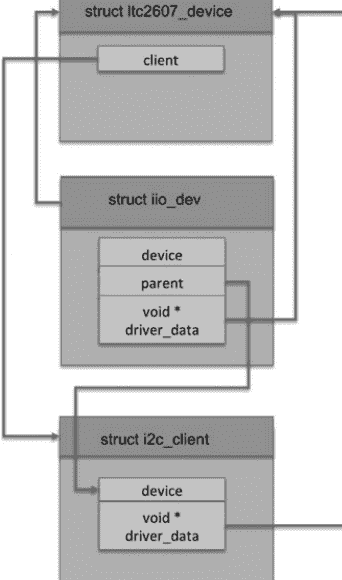 struct ltc2607_device
client
struct iio_dev
device
parent
void *
driver_data
struct i2c_client
device
void *
driver_data